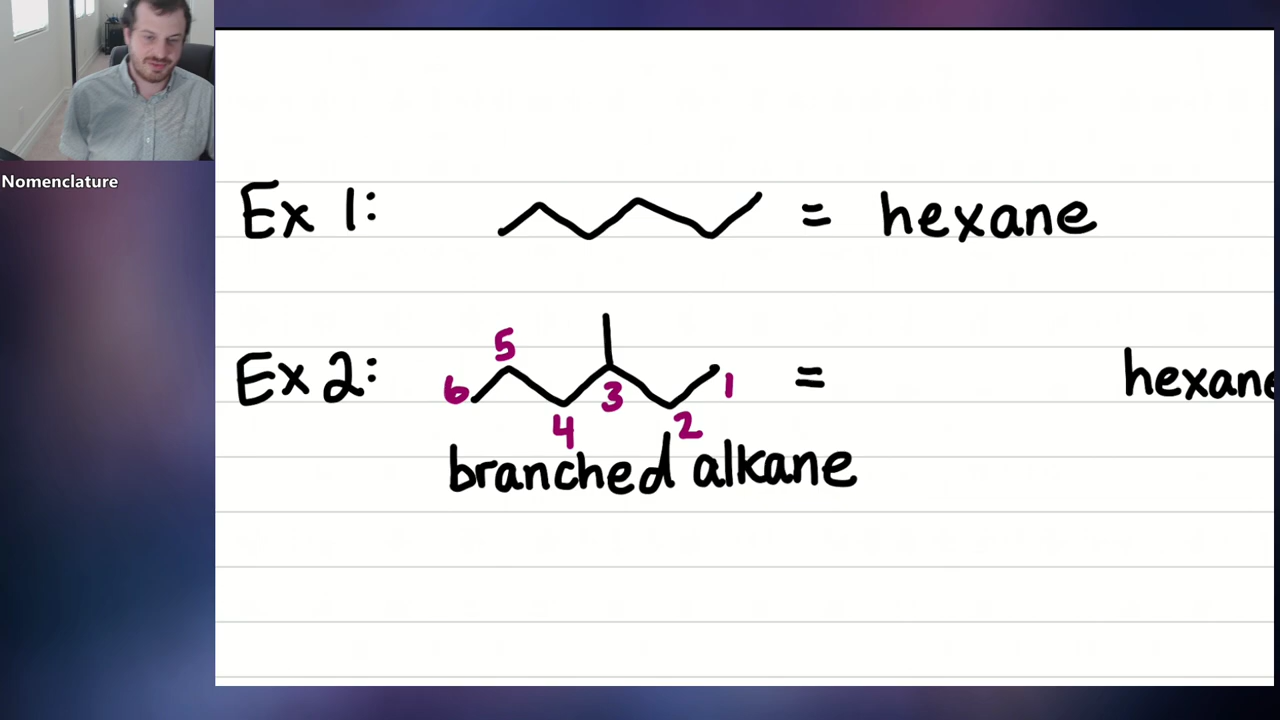 Nomenclature
Ex 1: = hexane
5
Ex 2: 6 3 1 = hexane
4 2
branched alkane